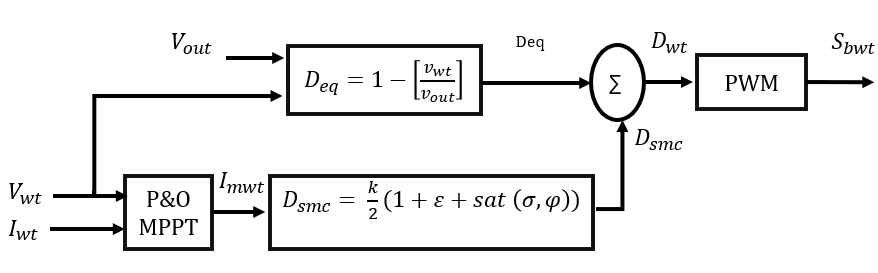 V_out
D_eq = 1 − [v_wt / v_out]
Deq
Σ
D_wt
PWM
S_bwt
D_smc
V_wt
I_wt
P&O
MPPT
I_mwt
D_smc = k/2 (1 + ε + sat (σ, φ))